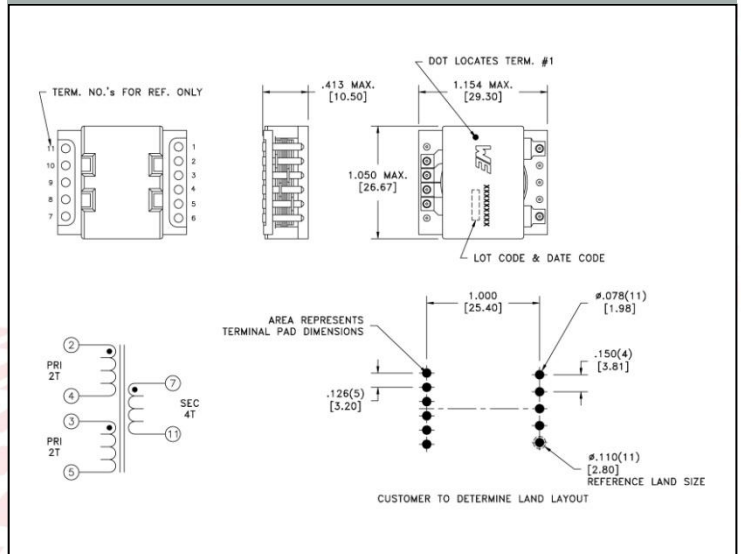 DOT LOCATES TERM. #1
TERM. NO.'s FOR REF. ONLY
.413 MAX.
[10.50]
1.154 MAX.
[29.30]
11
10
9
8
7
1
2
3
4
5
6
1.050 MAX.
[26.67]
WE
XXXXXXXXX
LOT CODE & DATE CODE
2
PRI
2T
4
3
PRI
2T
5
7
SEC
4T
11
AREA REPRESENTS
TERMINAL PAD DIMENSIONS
1.000
[25.40]
ø.078(11)
[1.98]
.150(4)
[3.81]
.126(5)
[3.20]
ø.110(11)
[2.80]
REFERENCE LAND SIZE
CUSTOMER TO DETERMINE LAND LAYOUT